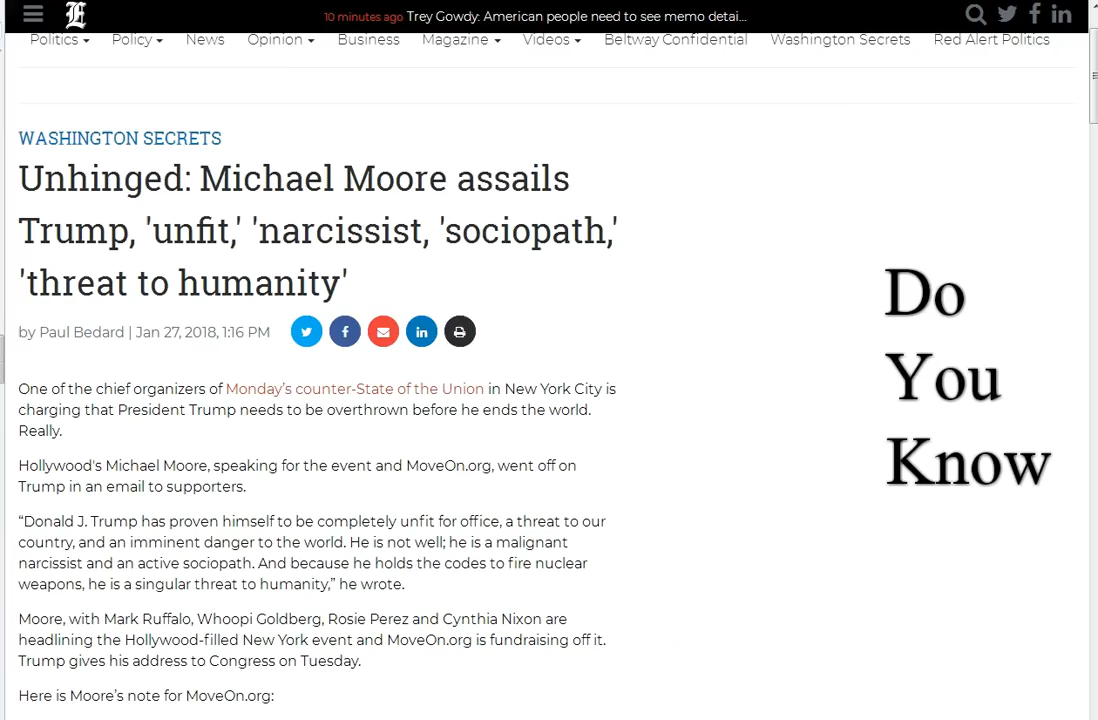 10 minutes ago Trey Gowdy: American people need to see memo detai...
Politics Policy News Opinion Business Magazine Videos Beltway Confidential Washington Secrets Red Alert Politics
WASHINGTON SECRETS
Unhinged: Michael Moore assails
Trump, 'unfit,' 'narcissist, 'sociopath,'
'threat to humanity'
by Paul Bedard | Jan 27, 2018, 1:16 PM
One of the chief organizers of Monday's counter-State of the Union in New York City is
charging that President Trump needs to be overthrown before he ends the world.
Really.
Hollywood's Michael Moore, speaking for the event and MoveOn.org, went off on
Trump in an email to supporters.
“Donald J. Trump has proven himself to be completely unfit for office, a threat to our
country, and an imminent danger to the world. He is not well; he is a malignant
narcissist and an active sociopath. And because he holds the codes to fire nuclear
weapons, he is a singular threat to humanity,” he wrote.
Moore, with Mark Ruffalo, Whoopi Goldberg, Rosie Perez and Cynthia Nixon are
headlining the Hollywood-filled New York event and MoveOn.org is fundraising off it.
Trump gives his address to Congress on Tuesday.
Here is Moore’s note for MoveOn.org:
Do
You
Know